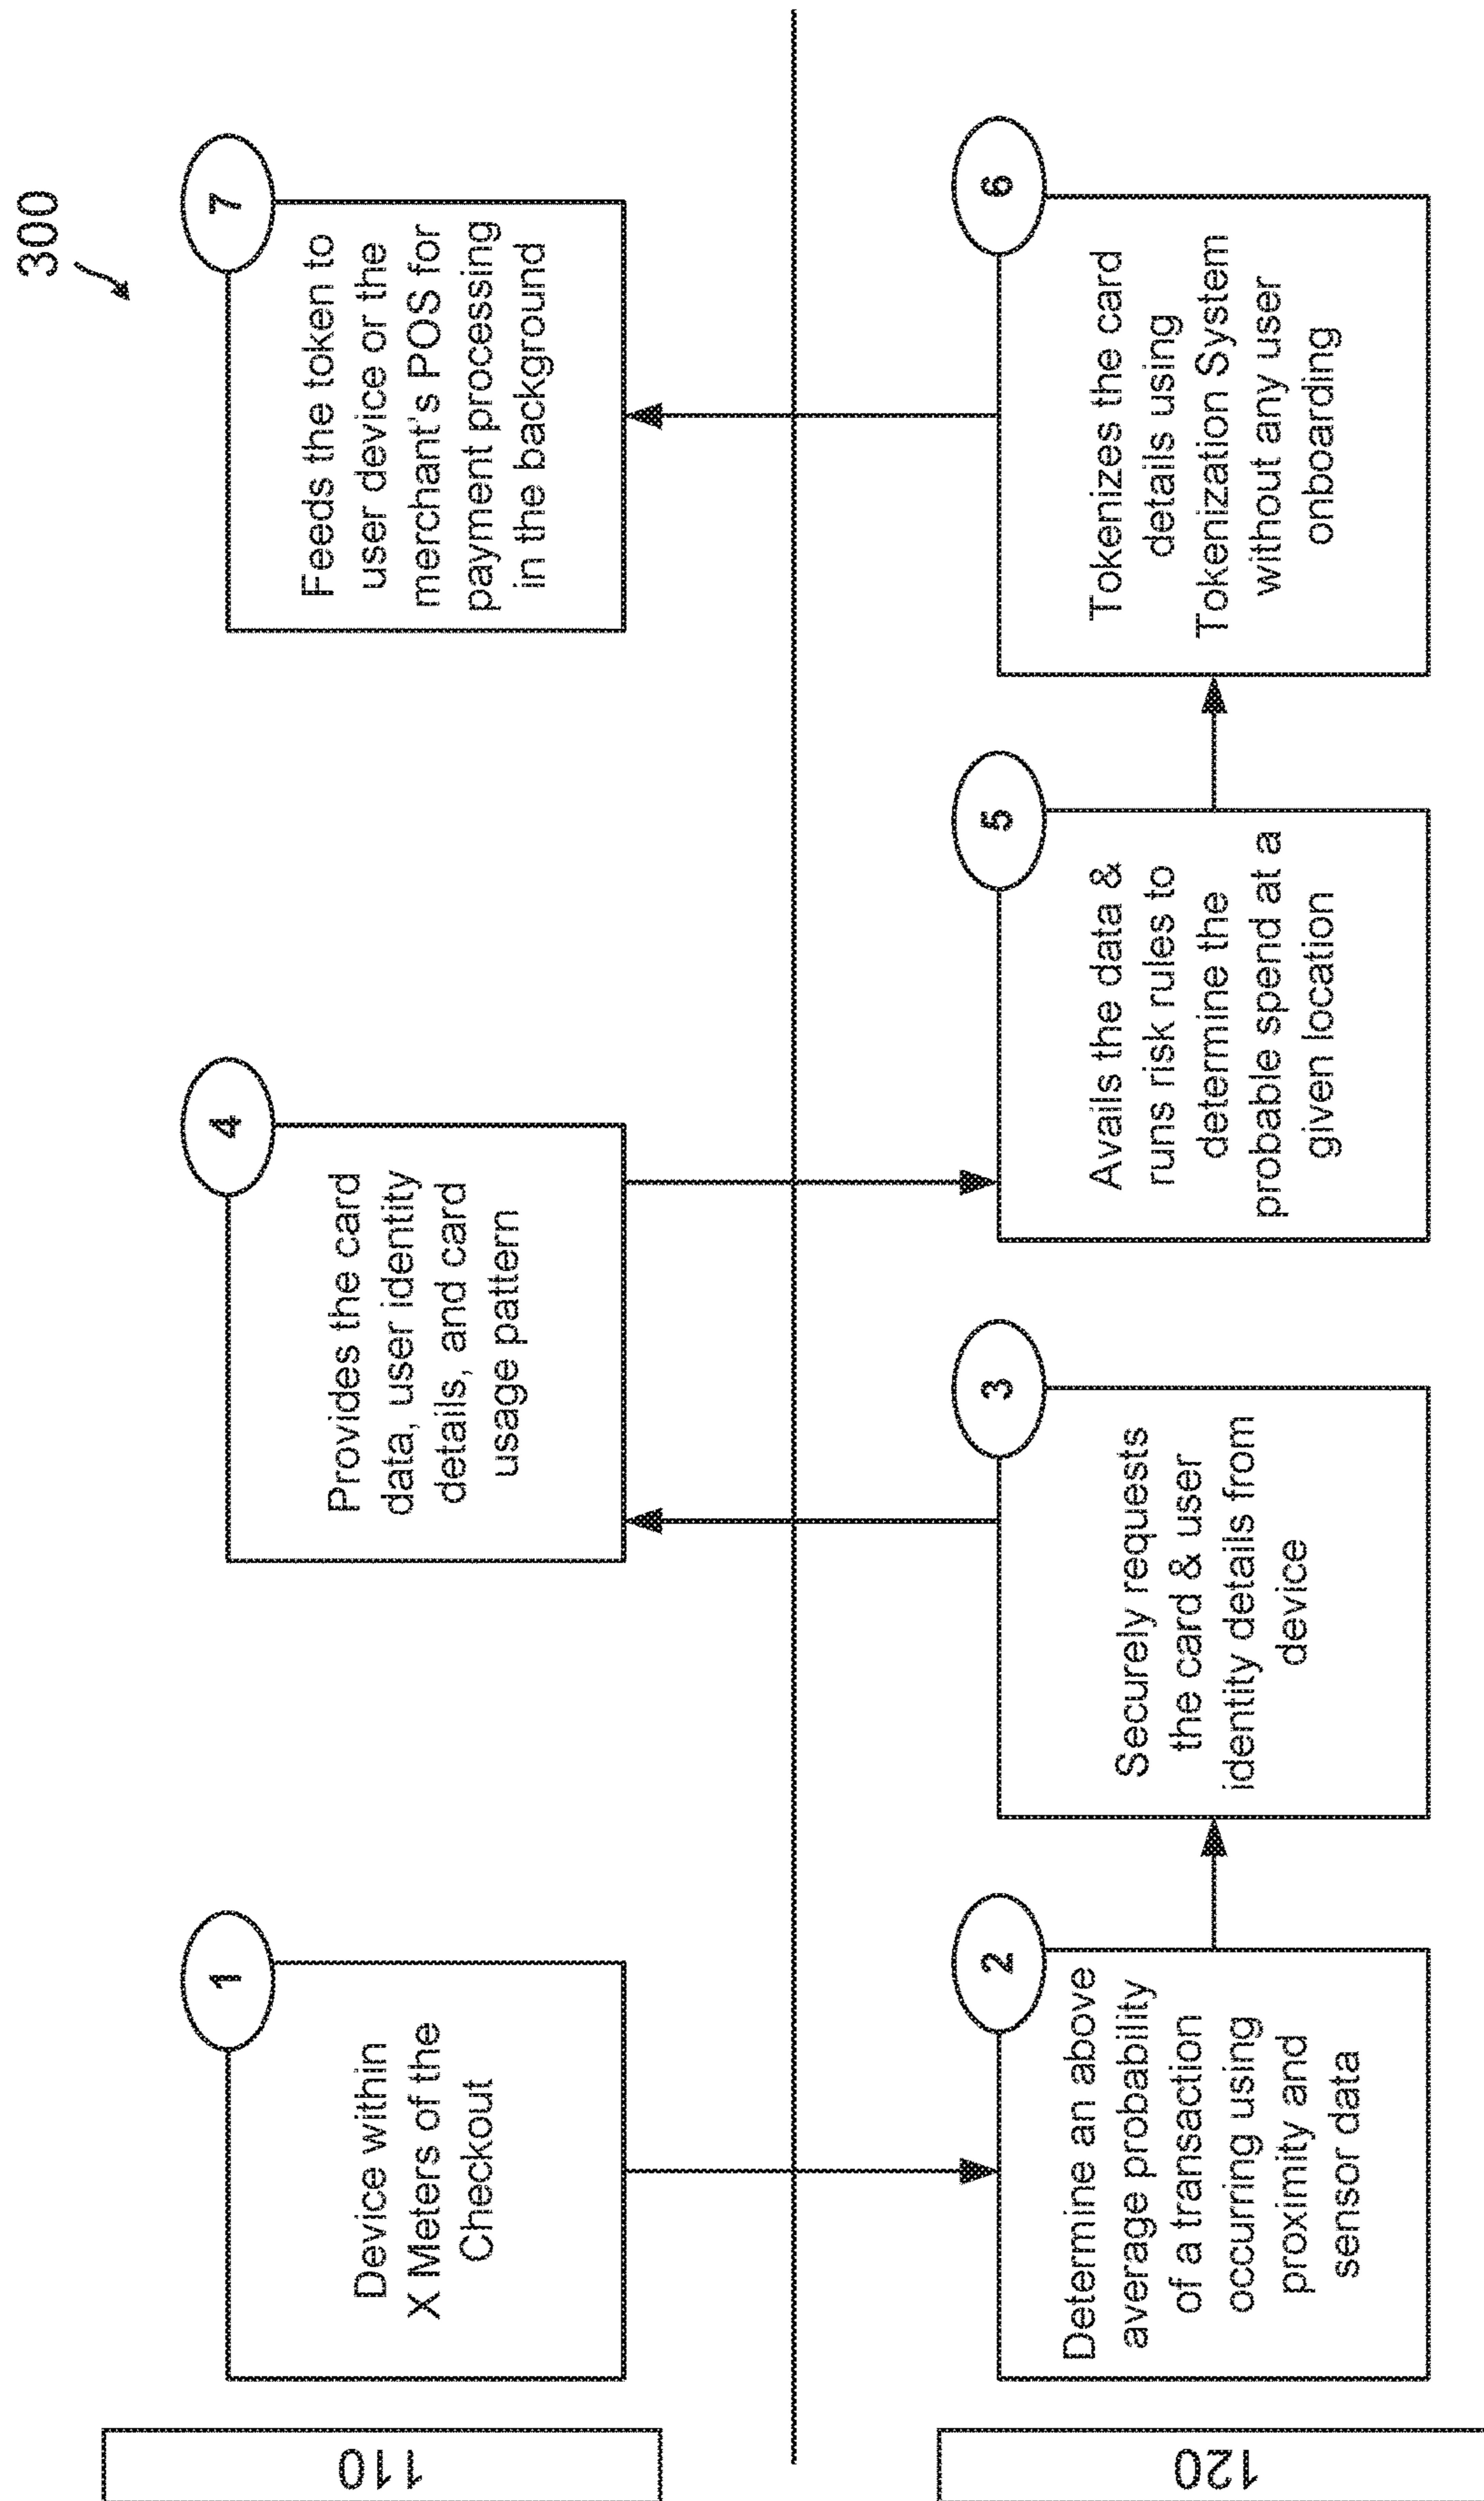 300
110
1
Device within
X Meters of the
Checkout
4
Provides the card
data, user identity
details, and card
usage pattern
7
Feeds the token to
user device or the
merchant's POS for
payment processing
in the background
120
2
Determine an above
average probability
of a transaction
occurring using
proximity and
sensor data
3
Securely requests
the card & user
identity details from
device
5
Avails the data &
runs risk rules to
determine the
probable spend at a
given location
6
Tokenizes the card
details using
Tokenization System
without any user
onboarding